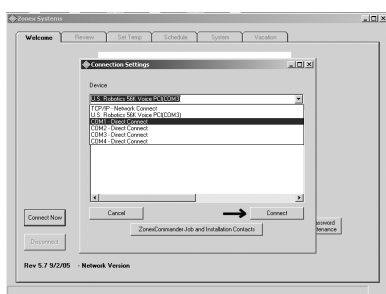 Zonex Systems
Welcome Review Set Temp Schedule System Vacation
Connection Settings
Device
U.S. Robotics 56K Voice PCI(COM3
TCP/IP - Network Connect
U.S. Robotics 56K Voice PCI(COM3)
COM1 - Direct Connect
COM2 - Direct Connect
COM3 - Direct Connect
COM4 - Direct Connect
Cancel Connect
ZonexCommander Job and Installation Contacts
Connect Now
Disconnect
Rev 5.7 9/2/05 - Network Version